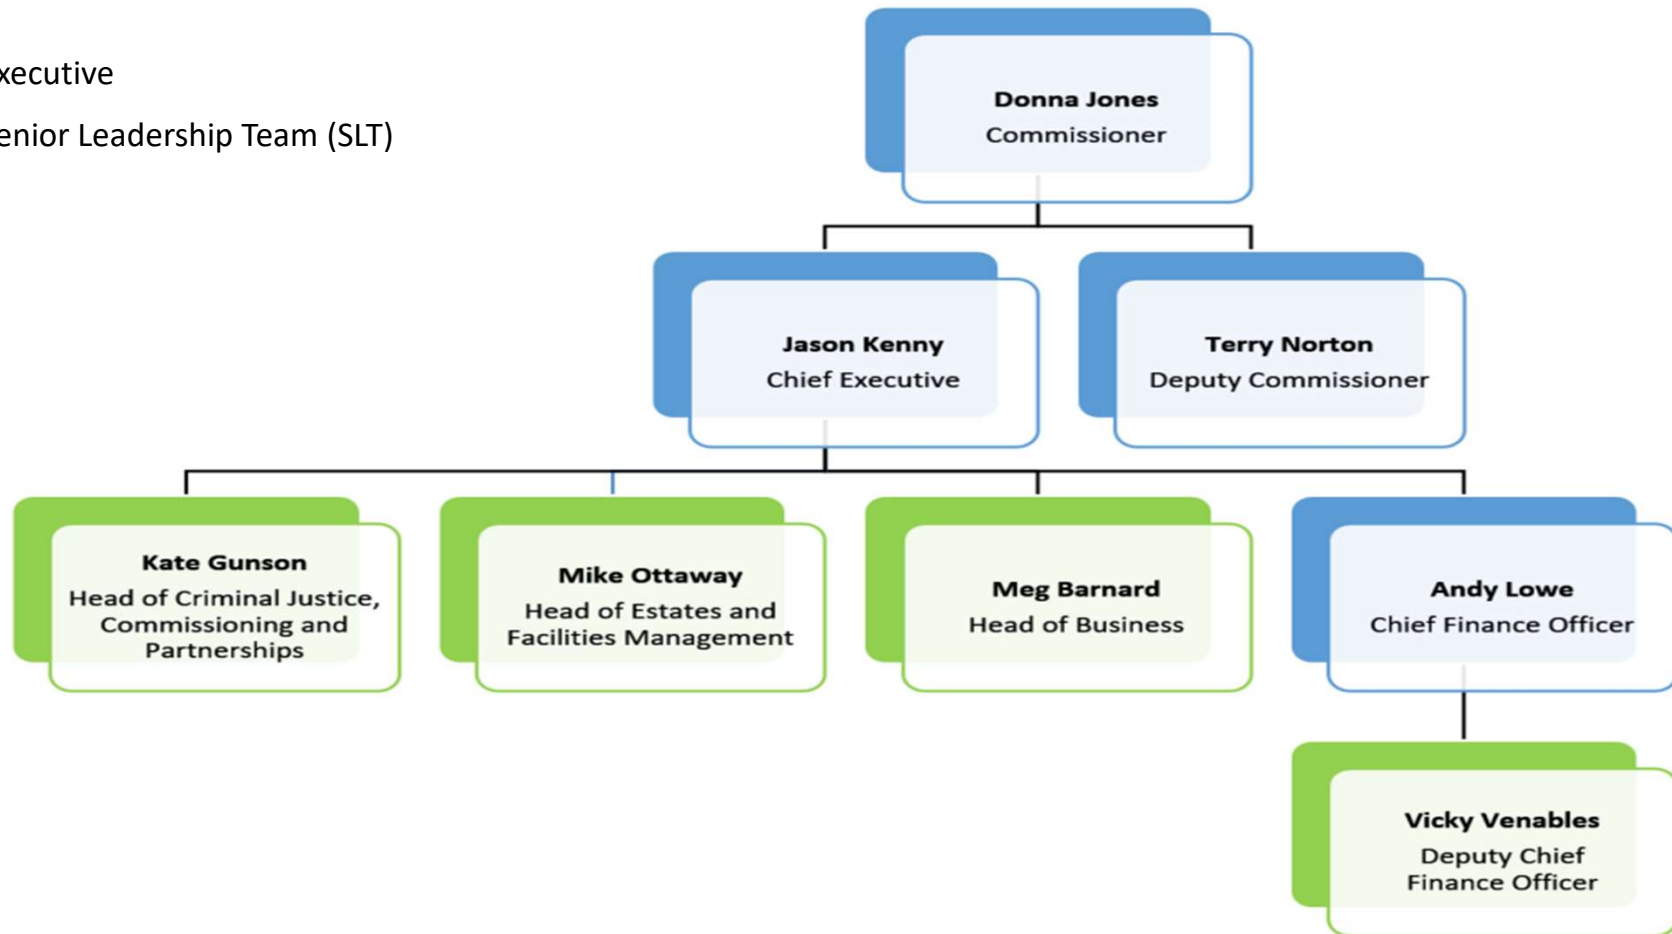 xecutive
enior Leadership Team (SLT)
Donna Jones
Commissioner
Jason Kenny
Chief Executive
Terry Norton
Deputy Commissioner
Kate Gunson
Head of Criminal Justice,
Commissioning and
Partnerships
Mike Ottaway
Head of Estates and
Facilities Management
Meg Barnard
Head of Business
Andy Lowe
Chief Finance Officer
Vicky Venables
Deputy Chief
Finance Officer